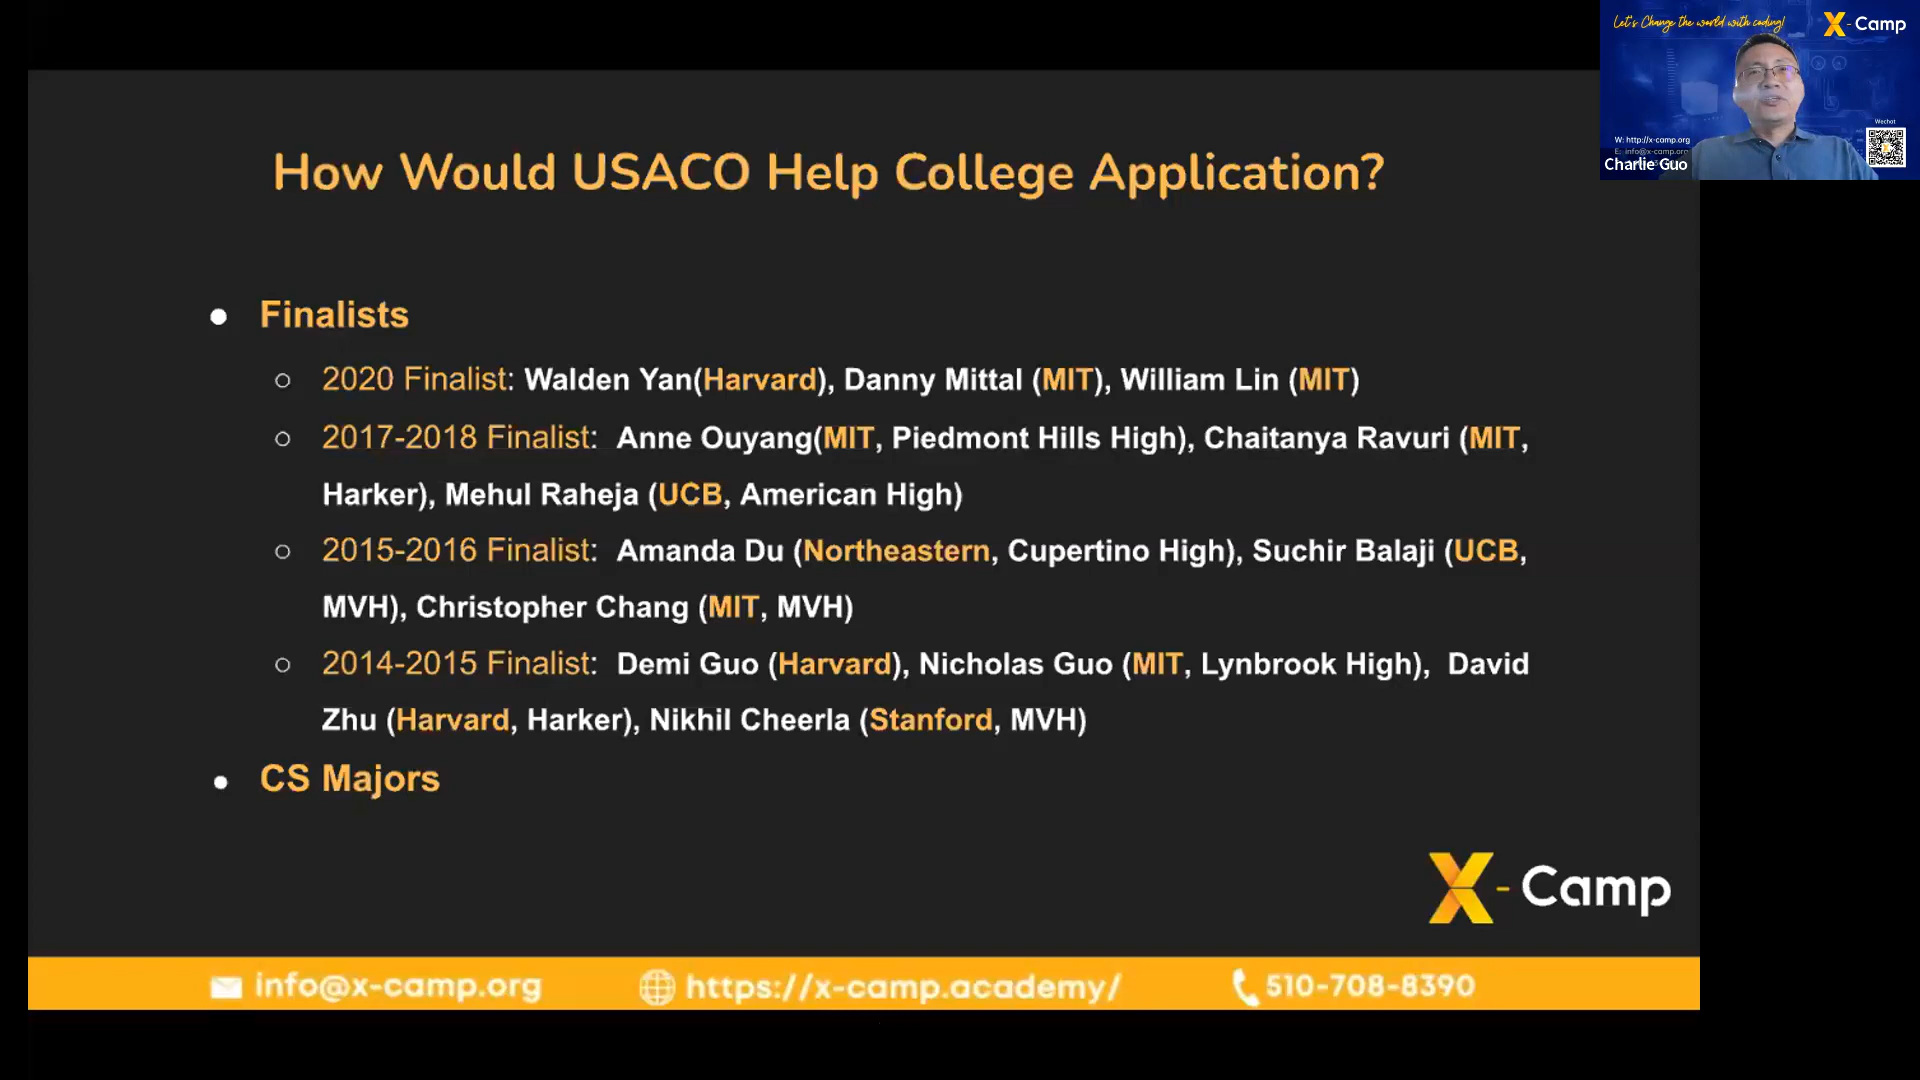 Let's Change the world with coding!
X - Camp
W: http://x-camp.org
E: info@x-camp.org
Wechat
Charlie Guo
How Would USACO Help College Application?
● Finalists
○ 2020 Finalist: Walden Yan(Harvard), Danny Mittal (MIT), William Lin (MIT)
○ 2017-2018 Finalist: Anne Ouyang(MIT, Piedmont Hills High), Chaitanya Ravuri (MIT,
Harker), Mehul Raheja (UCB, American High)
○ 2015-2016 Finalist: Amanda Du (Northeastern, Cupertino High), Suchir Balaji (UCB,
MVH), Christopher Chang (MIT, MVH)
○ 2014-2015 Finalist: Demi Guo (Harvard), Nicholas Guo (MIT, Lynbrook High), David
Zhu (Harvard, Harker), Nikhil Cheerla (Stanford, MVH)
● CS Majors
X - Camp
info@x-camp.org https://x-camp.academy/ 510-708-8390